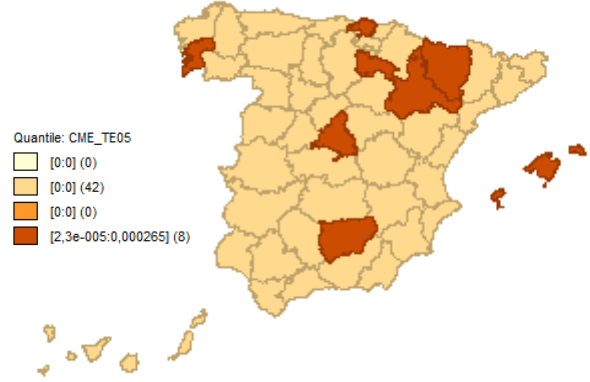 Quantile: CME_TE05
[0:0] (0)
[0:0] (42)
[0:0] (0)
[2,3e-005:0,000265] (8)